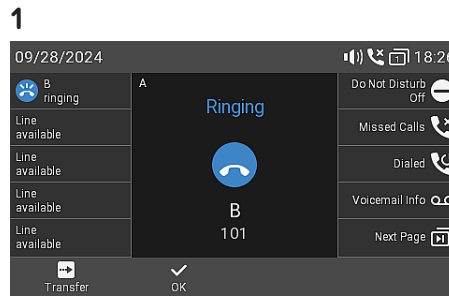 1
09/28/2024
18:26
B
ringing
Line
available
Line
available
Line
available
Line
available
A
Ringing
B
101
Do Not Disturb
Off
Missed Calls
Dialed
Voicemail Info
Next Page
Transfer
OK